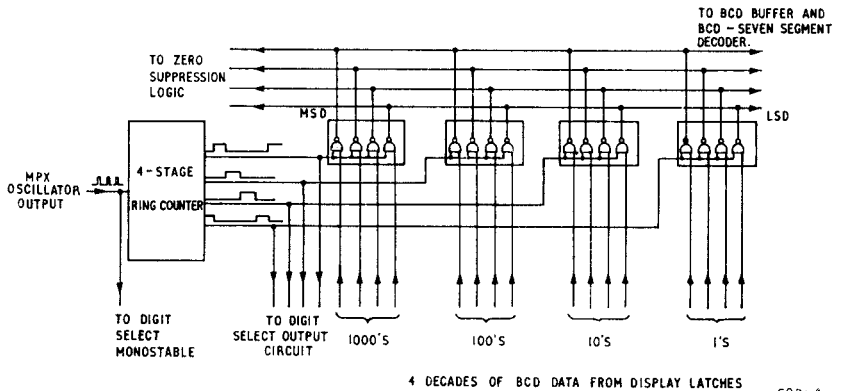 TO BCD BUFFER AND
BCD - SEVEN SEGMENT
DECODER.
TO ZERO
SUPPRESSION
LOGIC
MSD
LSD
MPX
OSCILLATOR
OUTPUT
4-STAGE
RING COUNTER
TO DIGIT
SELECT
MONOSTABLE
TO DIGIT
SELECT OUTPUT
CIRCUIT
1000'S
100'S
10'S
1'S
4 DECADES OF BCD DATA FROM DISPLAY LATCHES